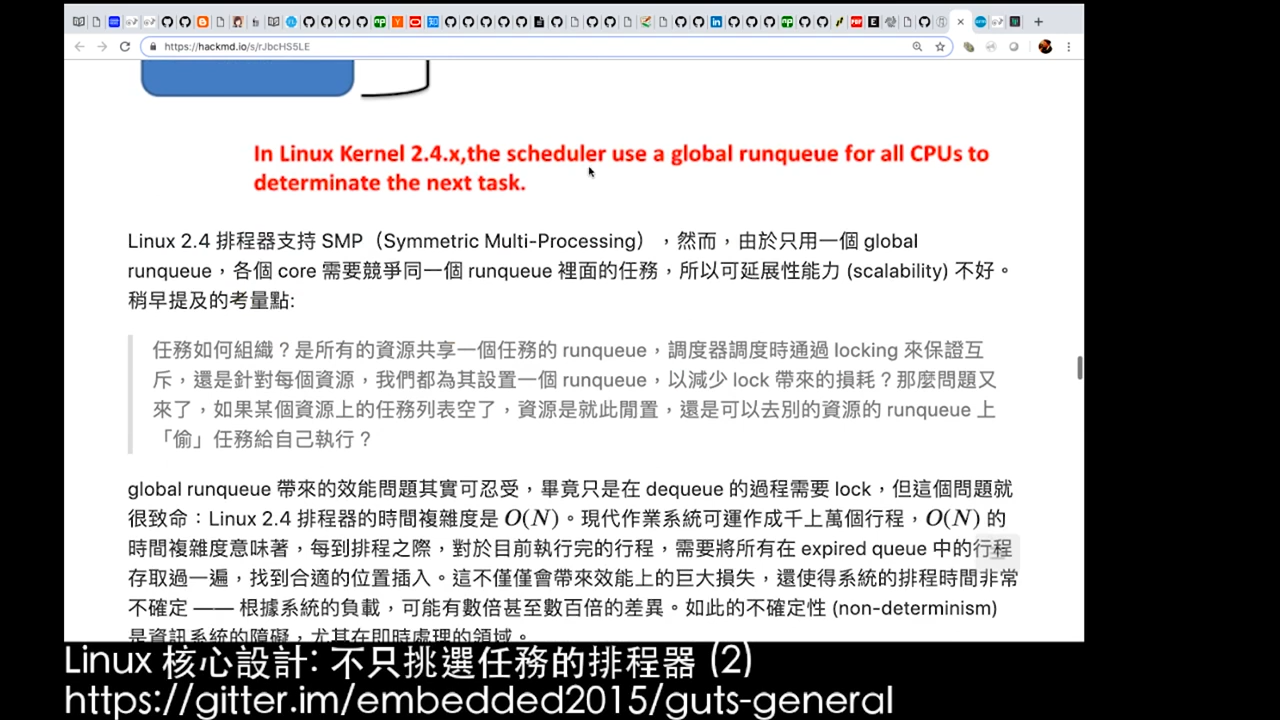 https://hackmd.io/s/rJbcHS5LE
In Linux Kernel 2.4.x,the scheduler use a global runqueue for all CPUs to
determinate the next task.
Linux 2.4 排程器支持 SMP（Symmetric Multi-Processing），然而，由於只用一個 global
runqueue，各個 core 需要競爭同一個 runqueue 裡面的任務，所以可延展性能力 (scalability) 不好。
稍早提及的考量點:
任務如何組織？是所有的資源共享一個任務的 runqueue，調度器調度時通過 locking 來保證互
斥，還是針對每個資源，我們都為其設置一個 runqueue，以減少 lock 帶來的損耗？那麼問題又
來了，如果某個資源上的任務列表空了，資源是就此閒置，還是可以去別的資源的 runqueue 上
「偷」任務給自己執行？
global runqueue 帶來的效能問題其實可忍受，畢竟只是在 dequeue 的過程需要 lock，但這個問題就
很致命：Linux 2.4 排程器的時間複雜度是 O(N)。現代作業系統可運作成千上萬個行程，O(N) 的
時間複雜度意味著，每到排程之際，對於目前執行完的行程，需要將所有在 expired queue 中的行程
存取過一遍，找到合適的位置插入。這不僅僅會帶來效能上的巨大損失，還使得系統的排程時間非常
不確定 —— 根據系統的負載，可能有數倍甚至數百倍的差異。如此的不確定性 (non-determinism)
是資訊系統的障礙，尤其在即時處理的領域。
Linux 核心設計: 不只挑選任務的排程器 (2)
https://gitter.im/embedded2015/guts-general